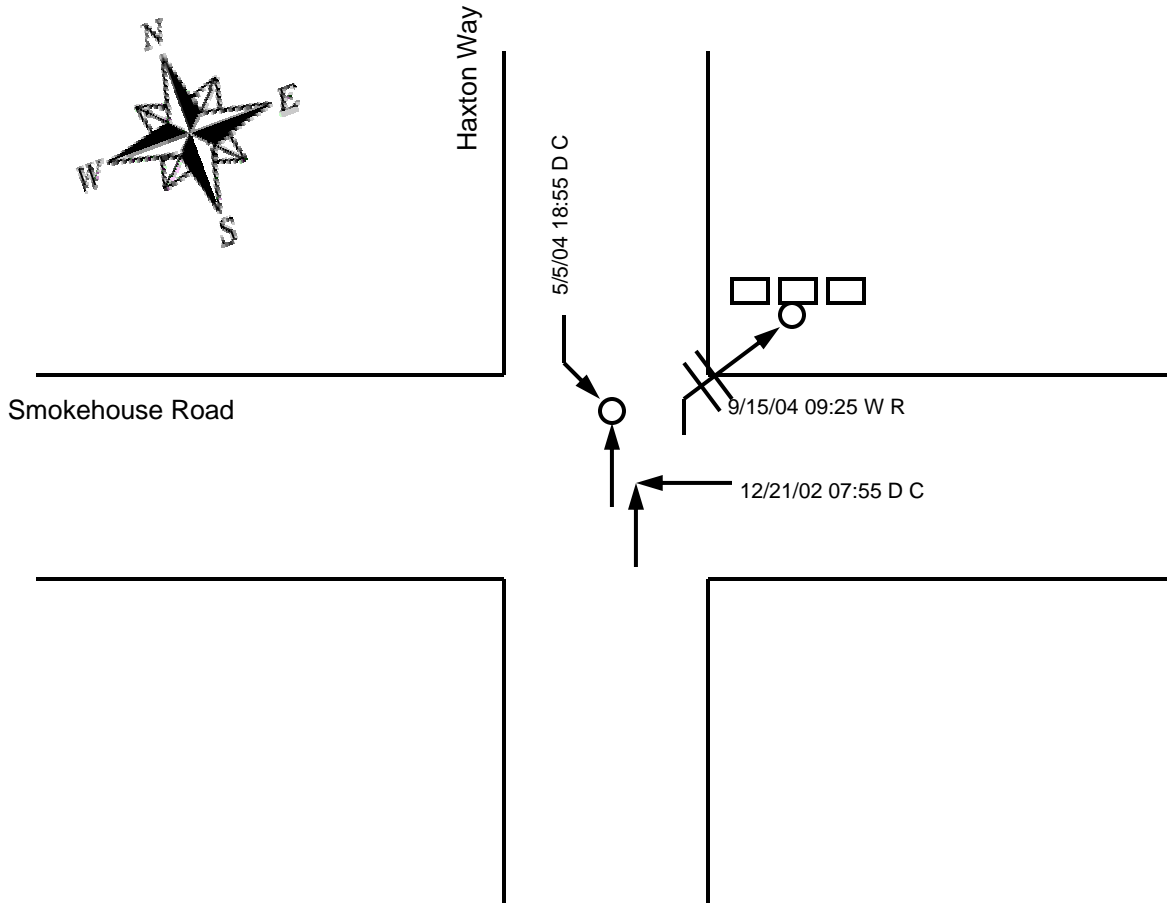 N
Haxton Way
E
W
S
5/5/04 18:55 D C
Smokehouse Road
9/15/04 09:25 W R
12/21/02 07:55 D C